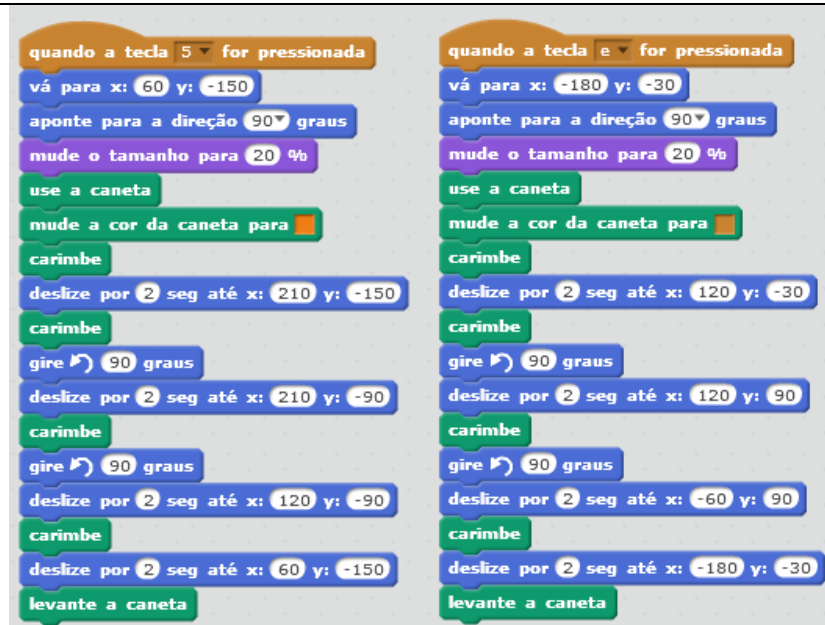 quando a tecla 5 for pressionada
vá para x: 60 y: -150
aponte para a direção 90 graus
mude o tamanho para 20 %
use a caneta
mude a cor da caneta para
carimbe
deslize por 2 seg até x: 210 y: -150
carimbe
gire 90 graus
deslize por 2 seg até x: 210 y: -90
carimbe
gire 90 graus
deslize por 2 seg até x: 120 y: -90
carimbe
deslize por 2 seg até x: 60 y: -150
levante a caneta
quando a tecla e for pressionada
vá para x: -180 y: -30
aponte para a direção 90 graus
mude o tamanho para 20 %
use a caneta
mude a cor da caneta para
carimbe
deslize por 2 seg até x: 120 y: -30
carimbe
gire 90 graus
deslize por 2 seg até x: 120 y: 90
carimbe
gire 90 graus
deslize por 2 seg até x: -60 y: 90
carimbe
deslize por 2 seg até x: -180 y: -30
levante a caneta